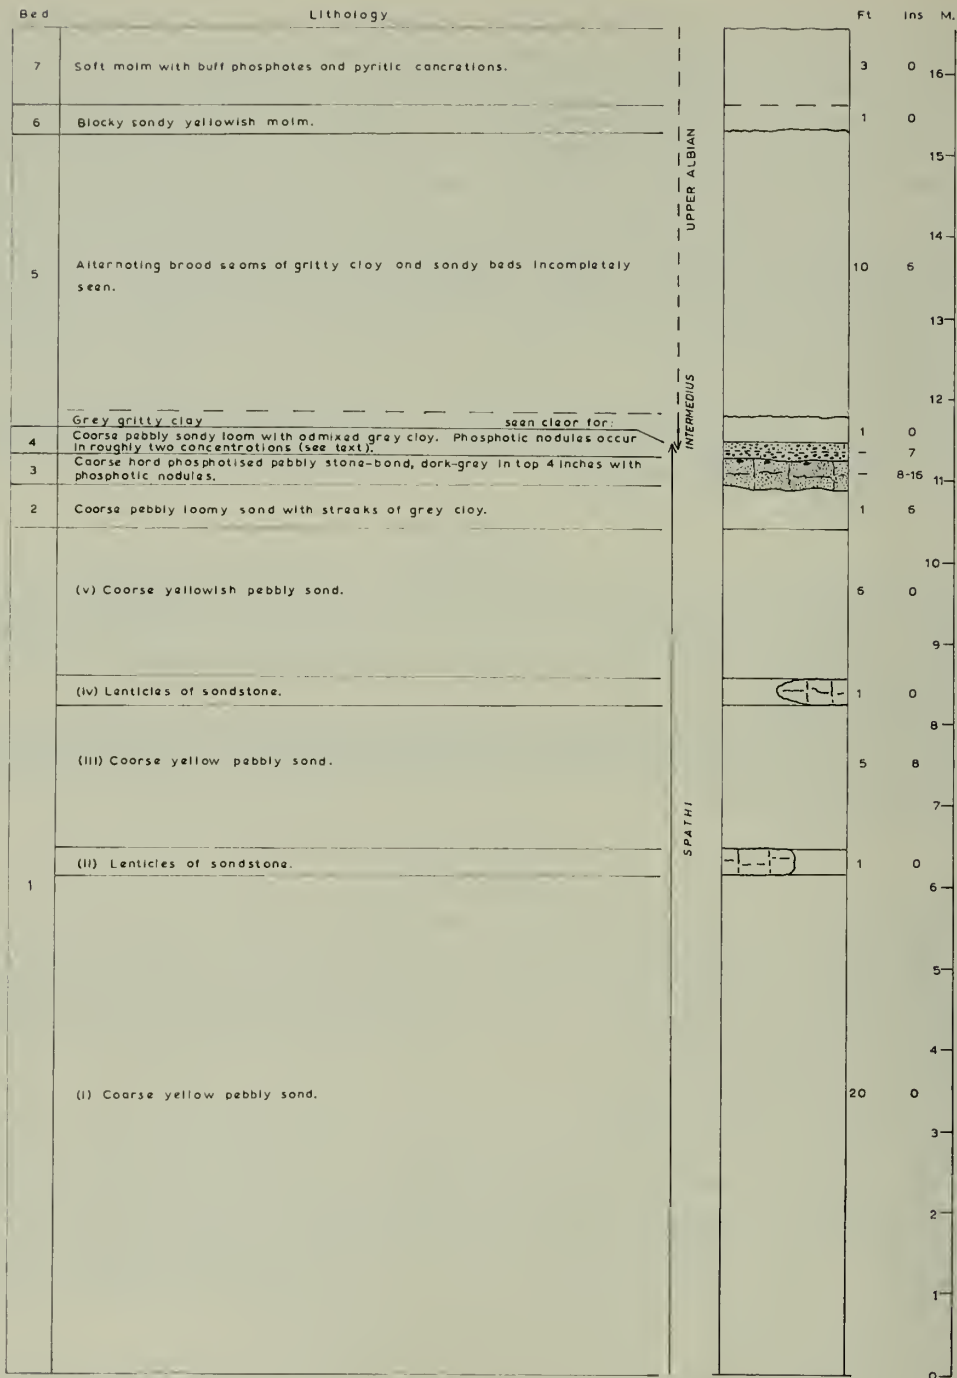 Bed Lithology Ft Ins M.
7 Soft malm with buff phosphates and pyritic concretions. 3 0
16
6 Blocky sandy yellowish malm. 1 0
15
UPPER ALBIAN
14
5 Alternating broad seams of gritty clay and sandy beds incompletely 10 6
seen.
13
12
INTERMEDIUS
Grey gritty clay seen clear for: 1 0
4 Coarse pebbly sandy loam with admixed grey clay. Phosphatic nodules occur – 7
in roughly two concentrations (see text).
3 Coarse hard phosphatised pebbly stone-band, dark-grey in top 4 inches with – 8-16
phosphatic nodules.
11
2 Coarse pebbly loamy sand with streaks of grey clay. 1 6
10
(v) Coarse yellowish pebbly sand. 6 0
9
(iv) Lenticles of sandstone. 1 0
8
(iii) Coarse yellow pebbly sand. 5 8
7
SPATHI
(ii) Lenticles of sandstone. 1 0
1
6
5
4
(i) Coarse yellow pebbly sand. 20 0
3
2
1
0